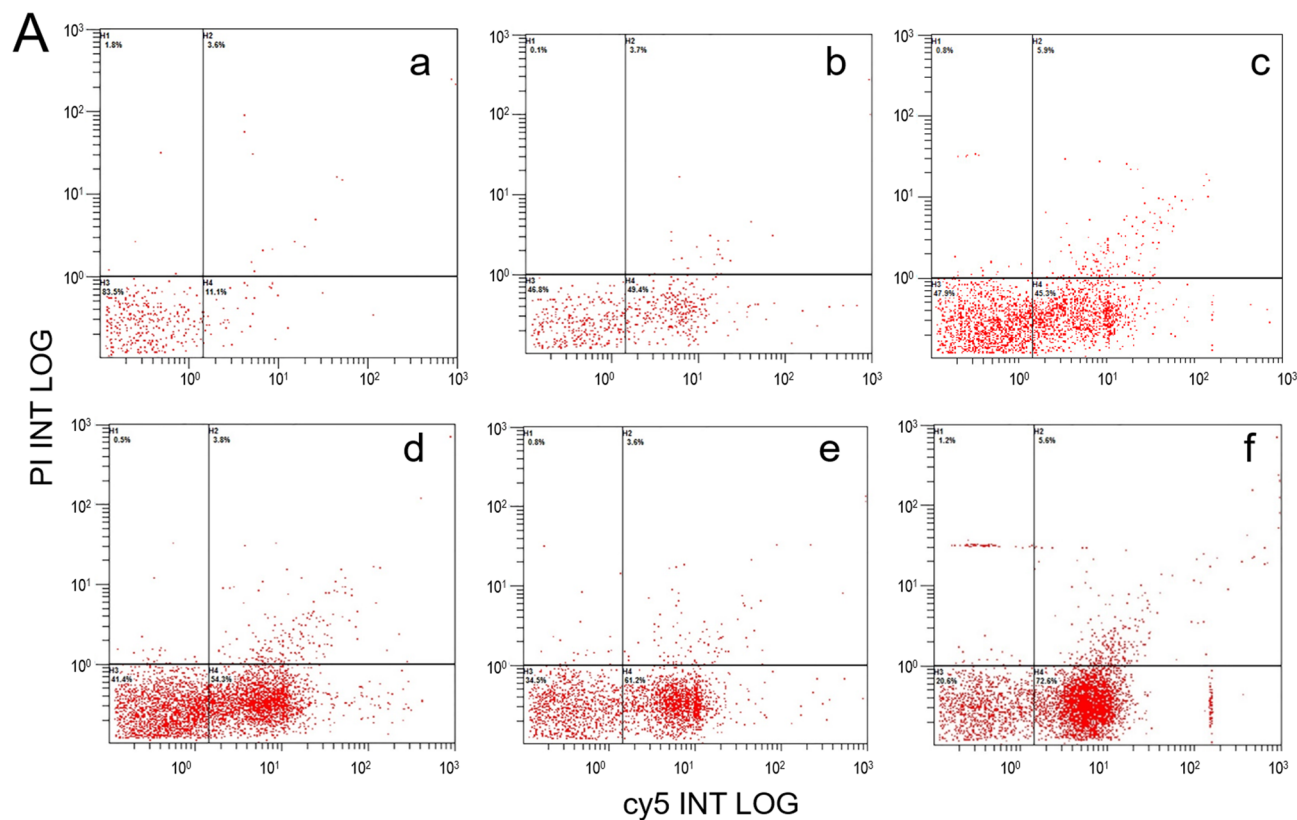 A
a
H1
1.8%
H2
3.6%
H3
83.5%
H4
11.1%
10³
10²
10¹
10⁰
10⁰ 10¹ 10² 10³
b
H1
0.1%
H2
3.7%
H3
46.8%
H4
49.4%
10³
10²
10¹
10⁰
10⁰ 10¹ 10² 10³
c
H1
0.8%
H2
5.9%
H3
47.9%
H4
45.3%
10³
10²
10¹
10⁰
10⁰ 10¹ 10² 10³
PI INT LOG
d
H1
0.5%
H2
3.8%
H3
41.4%
H4
54.3%
10³
10²
10¹
10⁰
10⁰ 10¹ 10² 10³
e
H1
0.8%
H2
3.6%
H3
34.5%
H4
61.2%
10³
10²
10¹
10⁰
10⁰ 10¹ 10² 10³
f
H1
1.2%
H2
5.6%
H3
20.6%
H4
72.6%
10³
10²
10¹
10⁰
10⁰ 10¹ 10² 10³
cy5 INT LOG